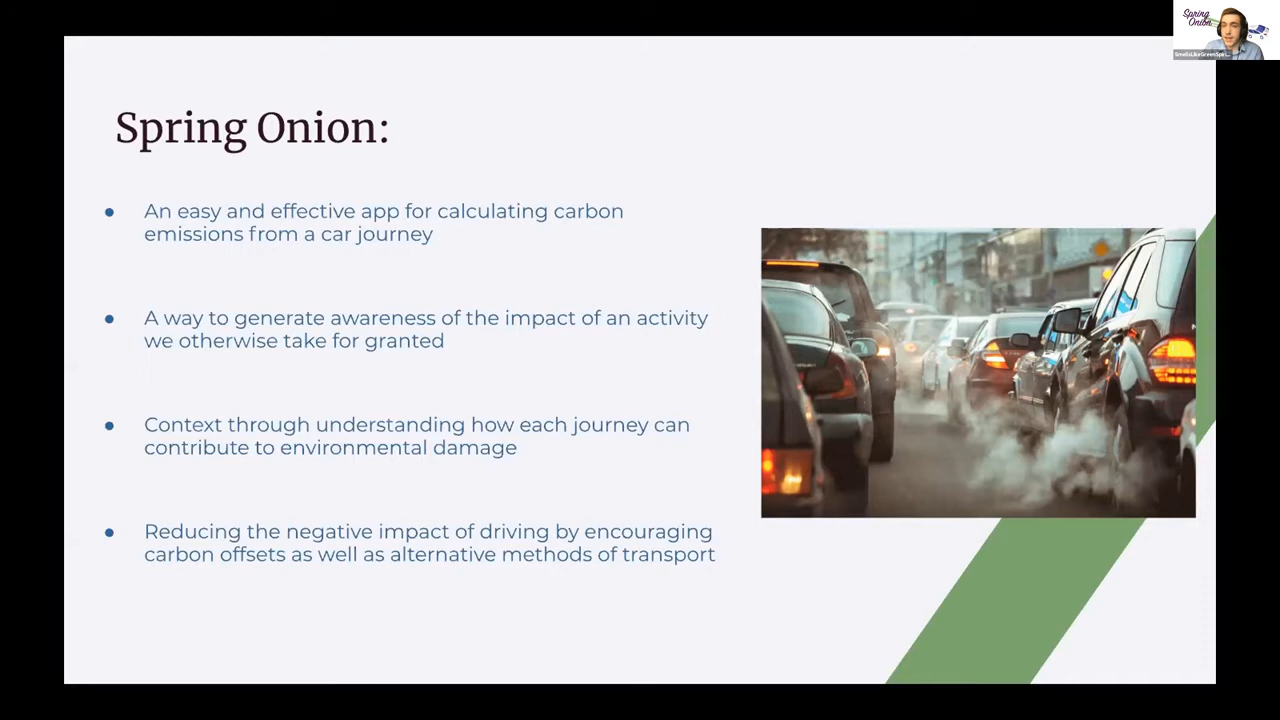 Spring
Onion
SmellsLikeGreenSpiri...
Spring Onion:
● An easy and effective app for calculating carbon
emissions from a car journey
● A way to generate awareness of the impact of an activity
we otherwise take for granted
● Context through understanding how each journey can
contribute to environmental damage
● Reducing the negative impact of driving by encouraging
carbon offsets as well as alternative methods of transport